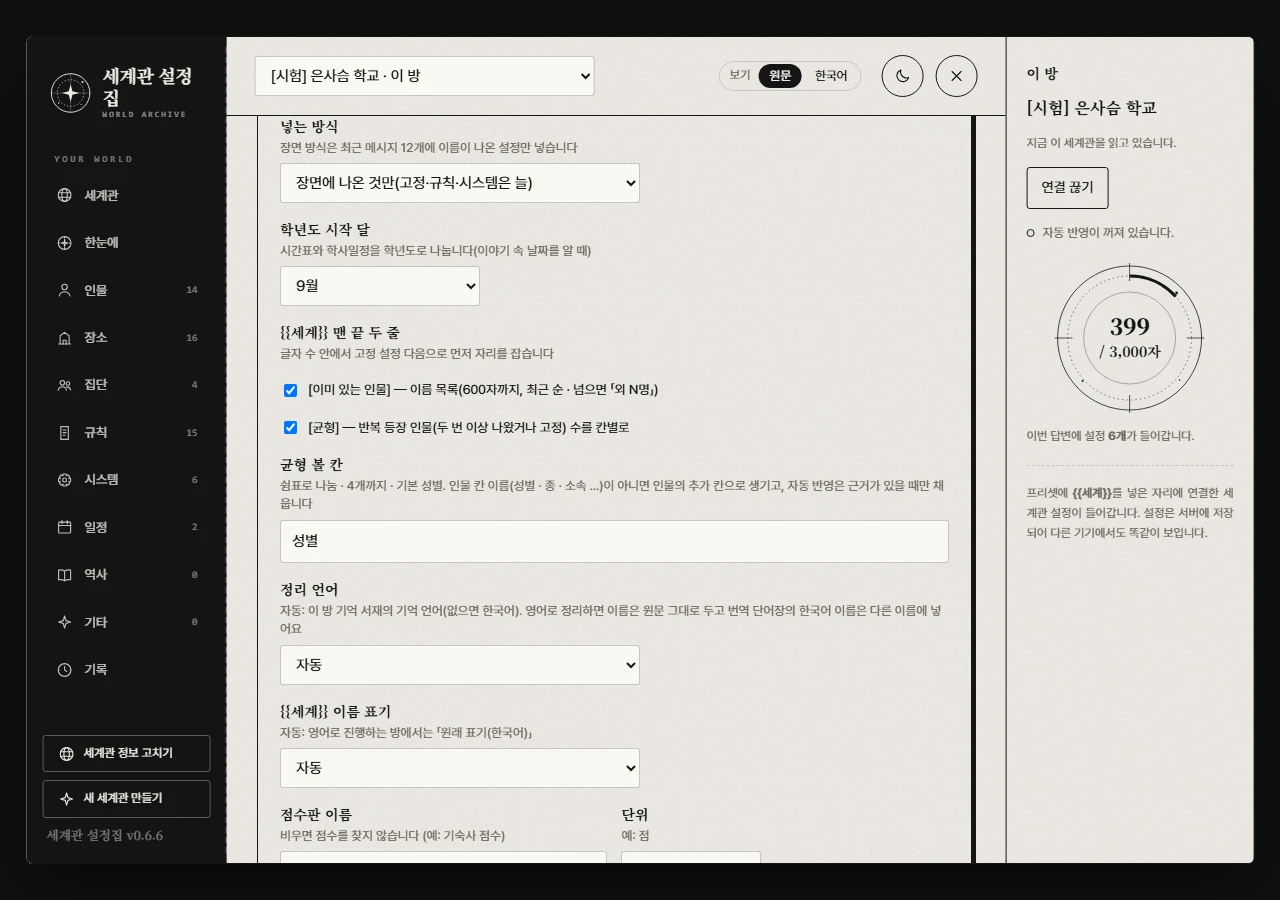 세계관 설정
집
WORLD ARCHIVE
YOUR WORLD
세계관
한눈에
인물 14
장소 16
집단 4
규칙 15
시스템 6
일정 2
역사 0
기타 0
기록
세계관 정보 고치기
새 세계관 만들기
세계관 설정집 v0.6.6
[시험] 은사슴 학교 · 이 방
보기 원문 한국어
넣는 방식
장면 방식은 최근 메시지 12개에 이름이 나온 설정만 넣습니다
장면에 나온 것만(고정·규칙·시스템은 늘)
학년도 시작 달
시간표와 학사일정을 학년도로 나눕니다(이야기 속 날짜를 알 때)
9월
{{세계}} 맨 끝 두 줄
글자 수 안에서 고정 설정 다음으로 먼저 자리를 잡습니다
[이미 있는 인물] — 이름 목록(600자까지, 최근 순 · 넘으면 「외 N명」)
[균형] — 반복 등장 인물(두 번 이상 나왔거나 고정) 수를 칸별로
균형 볼 칸
쉼표로 나눔 · 4개까지 · 기본 성별. 인물 칸 이름(성별 · 종 · 소속 …)이 아니면 인물의 추가 칸으로 생기고, 자동 반영은 근거가 있을 때만 채
웁니다
성별
정리 언어
자동: 이 방 기억 서재의 기억 언어(없으면 한국어). 영어로 정리하면 이름은 원문 그대로 두고 번역 단어장의 한국어 이름은 다른 이름에 넣
어요
자동
{{세계}} 이름 표기
자동: 영어로 진행하는 방에서는 「원래 표기(한국어)」
자동
점수판 이름 단위
비우면 점수를 찾지 않습니다 (예: 기숙사 점수) 예: 점
이 방
[시험] 은사슴 학교
지금 이 세계관을 읽고 있습니다.
연결 끊기
자동 반영이 꺼져 있습니다.
399
/ 3,000자
이번 답변에 설정 6개가 들어갑니다.
프리셋에 {{세계}}를 넣은 자리에 연결한 세
계관 설정이 들어갑니다. 설정은 서버에 저장
되어 다른 기기에서도 똑같이 보입니다.